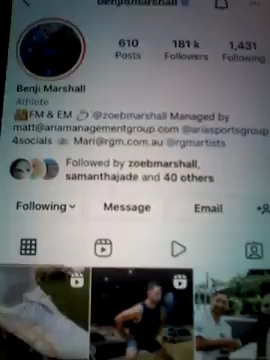 benjidmarshall
610
181 k
1,431
Posts
Followers
Following
Benji Marshall
Athlete
FM & EM @zoebmarshall Managed by
matt@ariamanagementgroup.com @ariasportsgroup
4socials Mari@rgm.com.au @rgmartists
Followed by zoebmarshall,
samanthajade and 40 others
Following
Message
Email